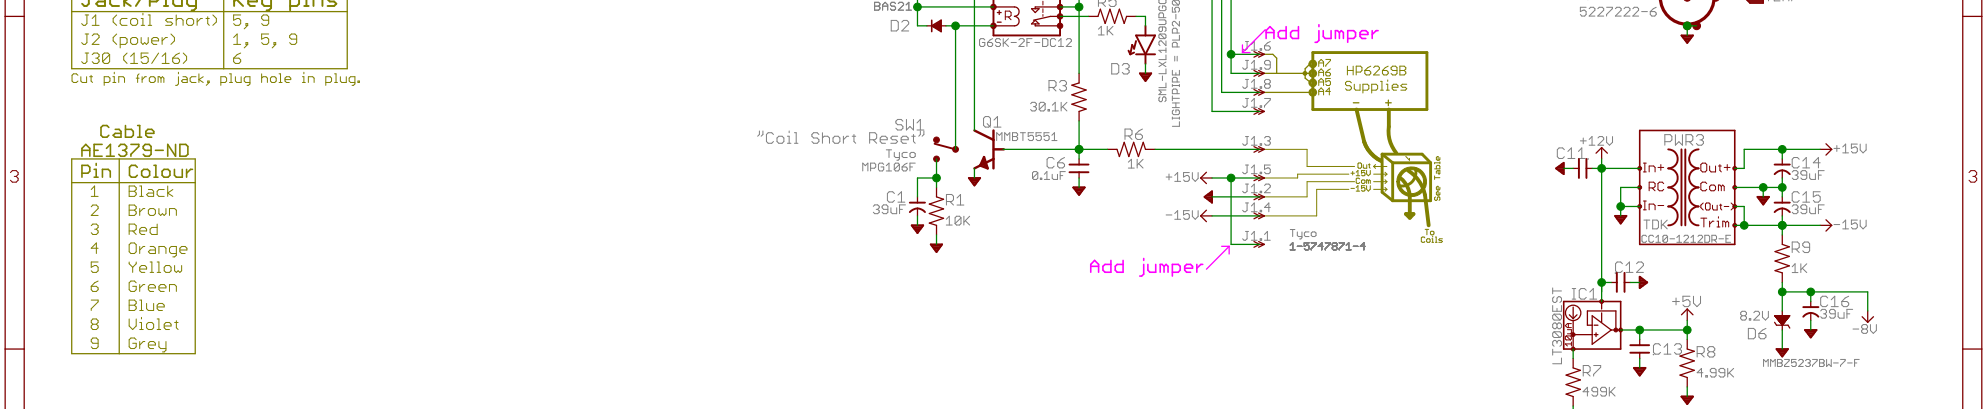 Jack/Plug Key pins
J1 (coil short) 5, 9
J2 (power) 1, 5, 9
J30 (15/16) 6
Cut pin from jack, plug hole in plug.
Cable
AE1379-ND
Pin Colour
1 Black
2 Brown
3 Red
4 Orange
5 Yellow
6 Green
7 Blue
8 Violet
9 Grey
3
BAS21
D2
R3
G6SK-2F-DC12
R5
1K
D3
R3
30.1K
SML-LXL1209UPGC
LIGHTPIPE = PLP2-50
Add jumper
J1.6
J1.9
J1.8
J1.7
A7
A6
A5
A4
HP6269B
Supplies
- +
SW1
"Coil Short Reset"
Tyco
MPG106F
Q1
MMBT5551
R6
1K
C6
0.1uF
C1
39uF
R1
10K
J1.3
J1.5
J1.2
J1.4
J1.1
+15V
-15V
Out
+15V
Com
-15V
See Table
To
Coils
Tyco
1-5747871-4
Add jumper
5227222-6
+12V
C11
PWR3
In+
RC
In-
Out+
Com
(Out-)
Trim
TDK
CC10-1212DR-E
C14
39uF
C15
39uF
+15V
-15V
R9
1K
C12
IC1
LT3080EST
10uA
+5V
C13
R8
4.99K
R7
499K
8.2V
D6
C16
39uF
-8V
MMBZ5237BW-7-F
3